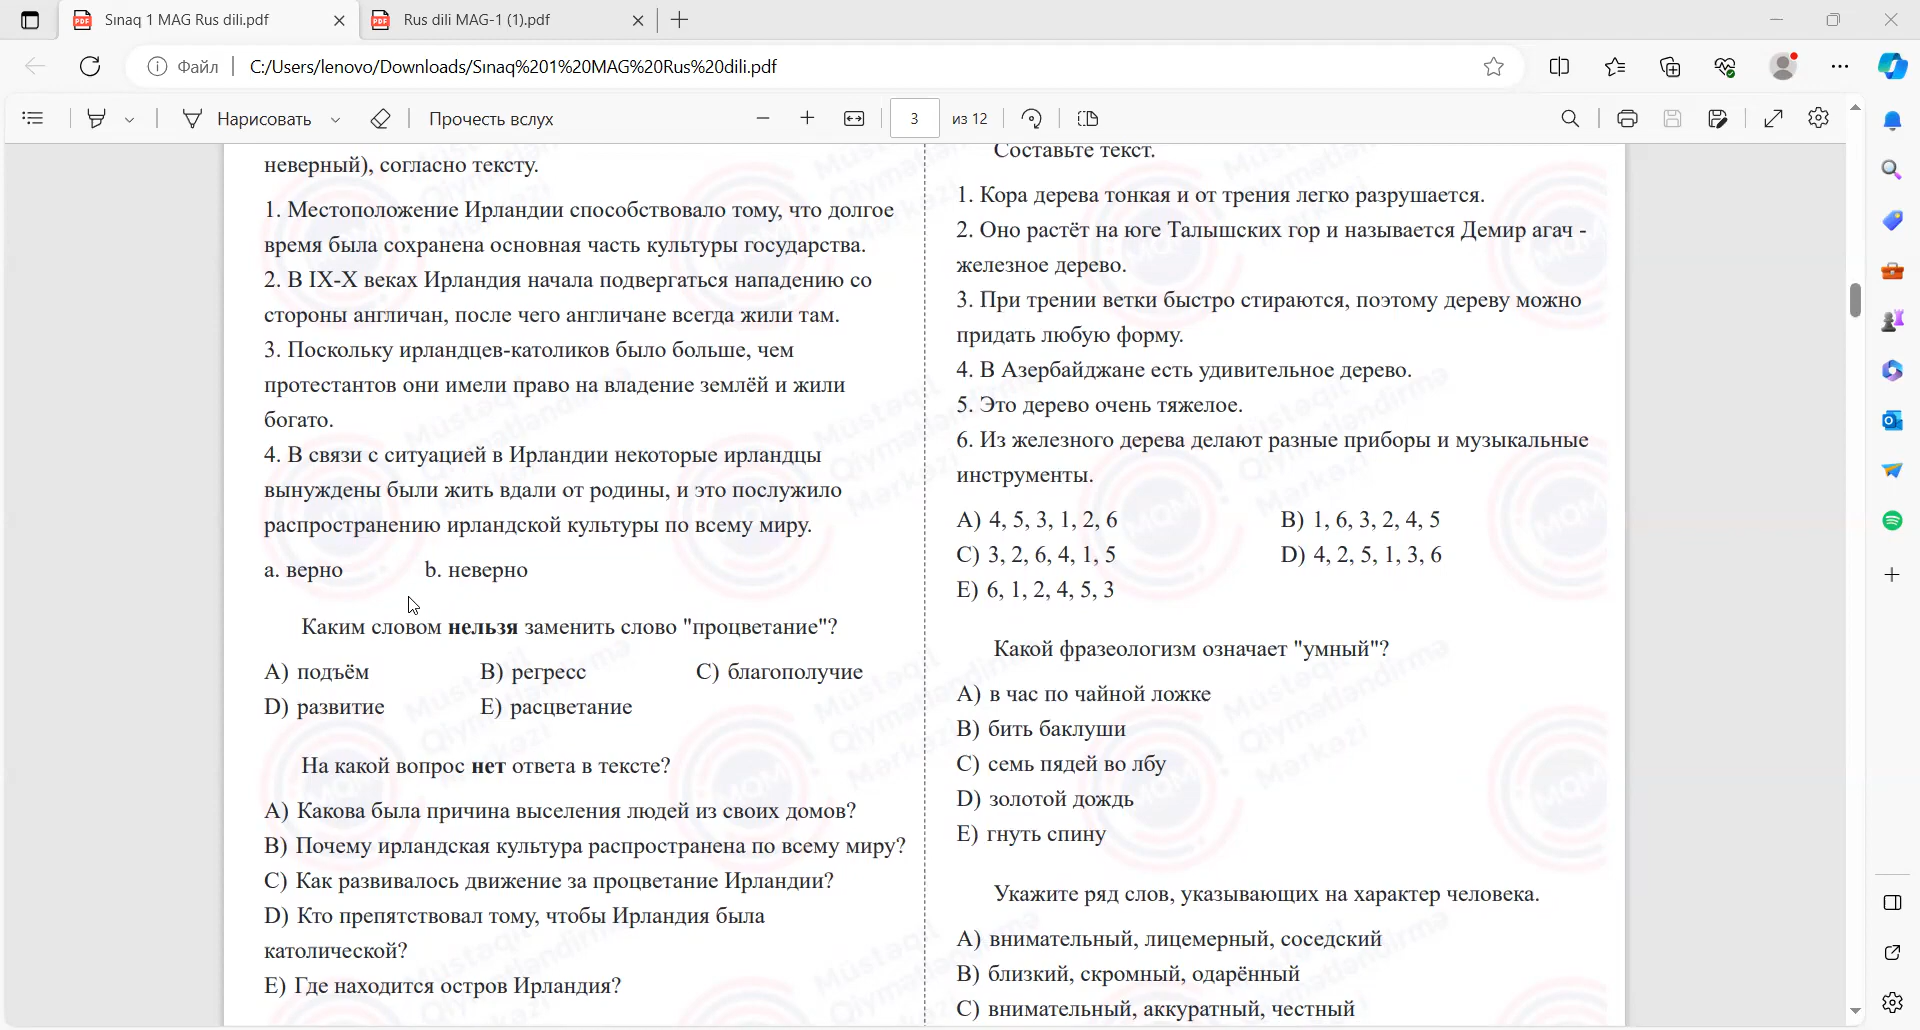 Sınaq 1 MAG Rus dili.pdf
Rus dili MAG-1 (1).pdf
Файл
C:/Users/lenovo/Downloads/Sınaq%201%20MAG%20Rus%20dili.pdf
Нарисовать
Прочесть вслух
3 из 12
неверный), согласно тексту.
1. Местоположение Ирландии способствовало тому, что долгое
время была сохранена основная часть культуры государства.
2. В IX-X веках Ирландия начала подвергаться нападению со
стороны англичан, после чего англичане всегда жили там.
3. Поскольку ирландцев-католиков было больше, чем
протестантов они имели право на владение землёй и жили
богато.
4. В связи с ситуацией в Ирландии некоторые ирландцы
вынуждены были жить вдали от родины, и это послужило
распространению ирландской культуры по всему миру.
a. верно b. неверно
Каким словом нельзя заменить слово "процветание"?
A) подъём B) регресс C) благополучие
D) развитие E) расцветание
На какой вопрос нет ответа в тексте?
A) Какова была причина выселения людей из своих домов?
B) Почему ирландская культура распространена по всему миру?
C) Как развивалось движение за процветание Ирландии?
D) Кто препятствовал тому, чтобы Ирландия была
католической?
E) Где находится остров Ирландия?
Составьте текст.
1. Кора дерева тонкая и от трения легко разрушается.
2. Оно растёт на юге Талышских гор и называется Демир агач -
железное дерево.
3. При трении ветки быстро стираются, поэтому дереву можно
придать любую форму.
4. В Азербайджане есть удивительное дерево.
5. Это дерево очень тяжелое.
6. Из железного дерева делают разные приборы и музыкальные
инструменты.
A) 4, 5, 3, 1, 2, 6 B) 1, 6, 3, 2, 4, 5
C) 3, 2, 6, 4, 1, 5 D) 4, 2, 5, 1, 3, 6
E) 6, 1, 2, 4, 5, 3
Какой фразеологизм означает "умный"?
A) в час по чайной ложке
B) бить баклуши
C) семь пядей во лбу
D) золотой дождь
E) гнуть спину
Укажите ряд слов, указывающих на характер человека.
A) внимательный, лицемерный, соседский
B) близкий, скромный, одарённый
C) внимательный, аккуратный, честный